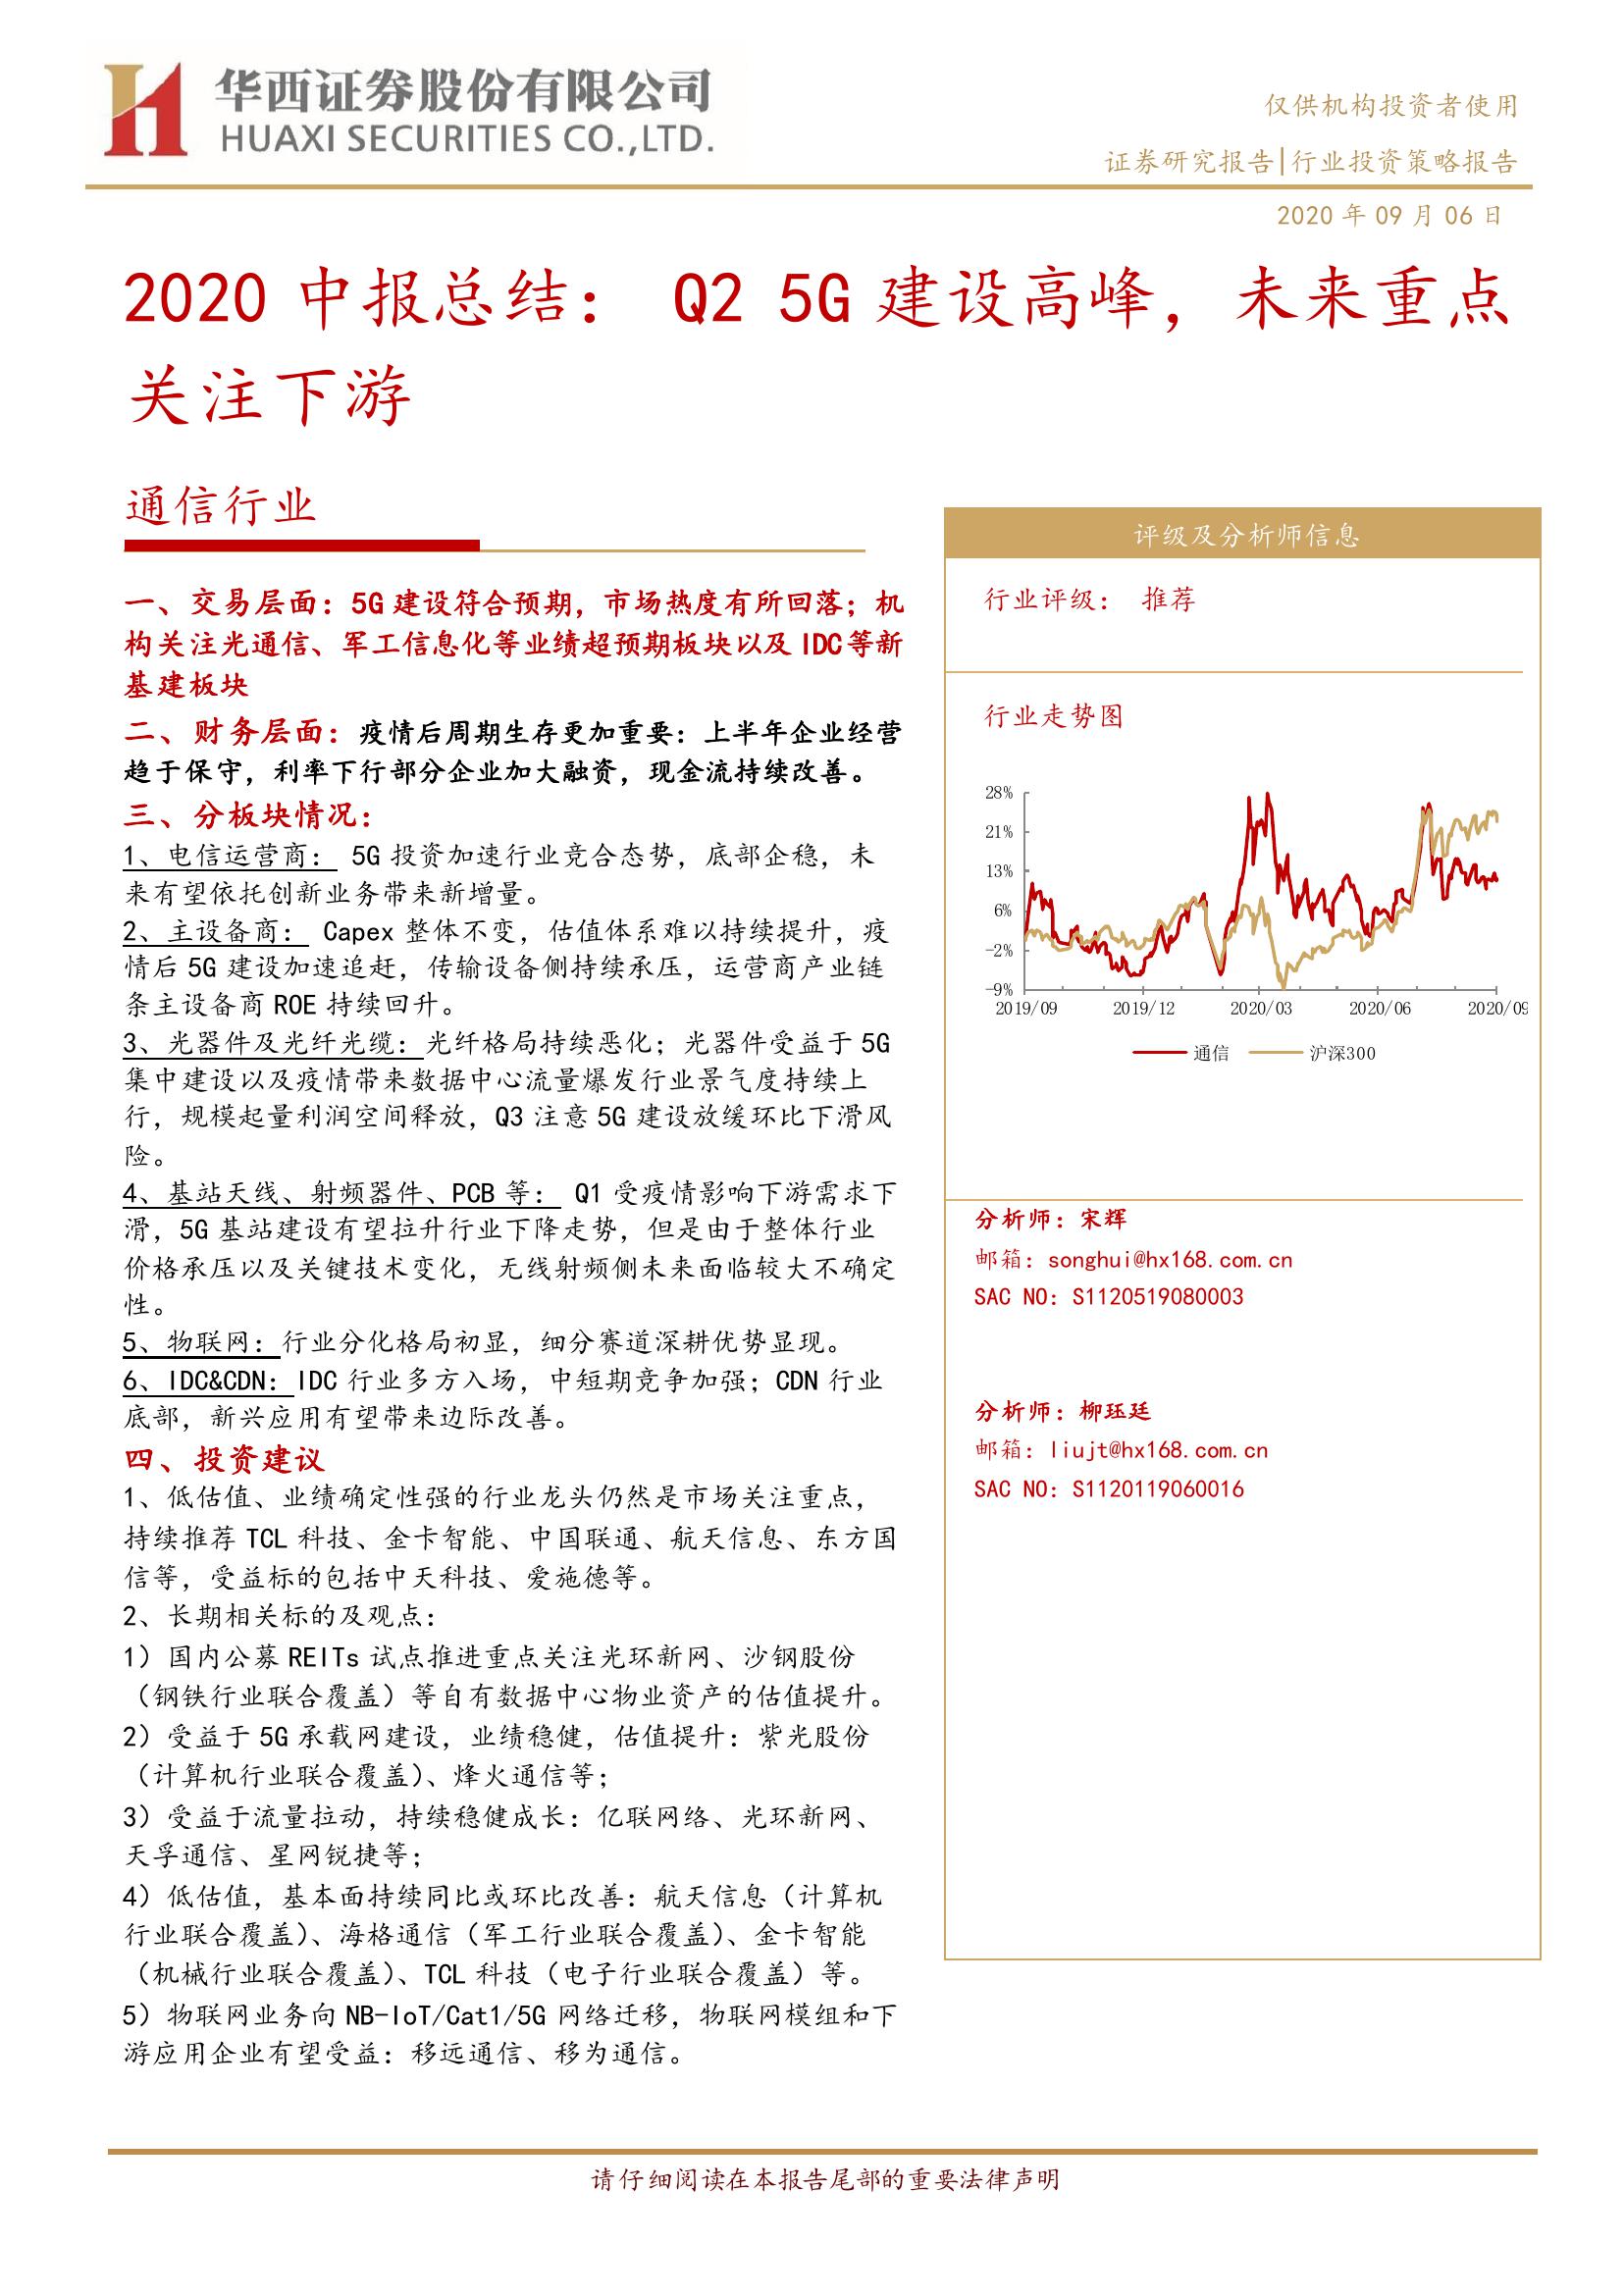 华西证券股份有限公司
HUAXI SECURITIES CO.,LTD.
仅供机构投资者使用
证券研究报告|行业投资策略报告
2020 年 09 月 06 日
2020 中报总结： Q2 5G 建设高峰，未来重点
关注下游
通信行业
一、交易层面：5G 建设符合预期，市场热度有所回落；机
构关注光通信、军工信息化等业绩超预期板块以及 IDC 等新
基建板块
二、财务层面：疫情后周期生存更加重要：上半年企业经营
趋于保守，利率下行部分企业加大融资，现金流持续改善。
三、分板块情况：
1、电信运营商： 5G 投资加速行业竞合态势，底部企稳，未
来有望依托创新业务带来新增量。
2、主设备商： Capex 整体不变，估值体系难以持续提升，疫
情后 5G 建设加速追赶，传输设备侧持续承压，运营商产业链
条主设备商 ROE 持续回升。
3、光器件及光纤光缆：光纤格局持续恶化；光器件受益于 5G
集中建设以及疫情带来数据中心流量爆发行业景气度持续上
行，规模起量利润空间释放，Q3 注意 5G 建设放缓环比下滑风
险。
4、基站天线、射频器件、PCB 等： Q1 受疫情影响下游需求下
滑，5G 基站建设有望拉升行业下降走势，但是由于整体行业
价格承压以及关键技术变化，无线射频侧未来面临较大不确定
性。
5、物联网：行业分化格局初显，细分赛道深耕优势显现。
6、IDC&CDN：IDC 行业多方入场，中短期竞争加强；CDN 行业
底部，新兴应用有望带来边际改善。
四、投资建议
1、低估值、业绩确定性强的行业龙头仍然是市场关注重点，
持续推荐 TCL 科技、金卡智能、中国联通、航天信息、东方国
信等，受益标的包括中天科技、爱施德等。
2、长期相关标的及观点：
1）国内公募 REITs 试点推进重点关注光环新网、沙钢股份
（钢铁行业联合覆盖）等自有数据中心物业资产的估值提升。
2）受益于 5G 承载网建设，业绩稳健，估值提升：紫光股份
（计算机行业联合覆盖）、烽火通信等；
3）受益于流量拉动，持续稳健成长：亿联网络、光环新网、
天孚通信、星网锐捷等；
4）低估值，基本面持续同比或环比改善：航天信息（计算机
行业联合覆盖）、海格通信（军工行业联合覆盖）、金卡智能
（机械行业联合覆盖）、TCL 科技（电子行业联合覆盖）等。
5）物联网业务向 NB-IoT/Cat1/5G 网络迁移，物联网模组和下
游应用企业有望受益：移远通信、移为通信。
评级及分析师信息
行业评级： 推荐
行业走势图
28%
21%
13%
6%
-2%
-9%
2019/09 2019/12 2020/03 2020/06 2020/09
通信 沪深300
分析师：宋辉
邮箱：songhui@hx168.com.cn
SAC NO：S1120519080003
分析师：柳珏廷
邮箱：liujt@hx168.com.cn
SAC NO：S1120119060016
请仔细阅读在本报告尾部的重要法律声明